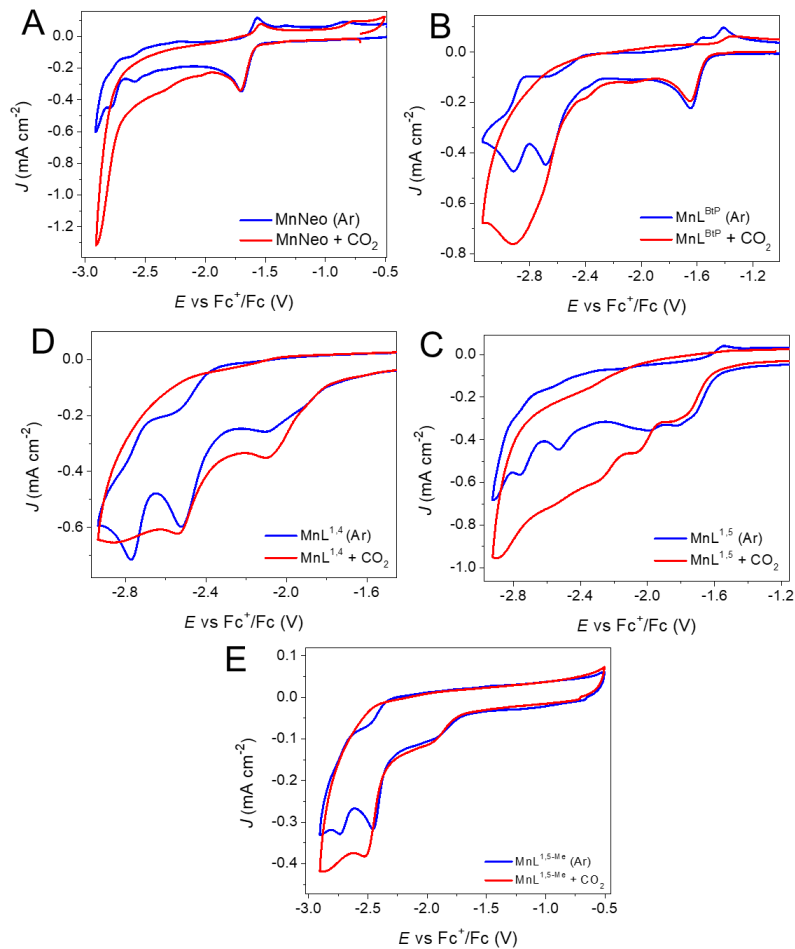 A
0.0
-0.2
-0.4
-0.6
-0.8
-1.0
-1.2
J (mA cm⁻²)
MnNeo (Ar)
MnNeo + CO₂
-3.0 -2.5 -2.0 -1.5 -1.0 -0.5
E vs Fc⁺/Fc (V)
B
0.2
0.0
-0.2
-0.4
-0.6
-0.8
J (mA cm⁻²)
MnLᴮᵗᴾ (Ar)
MnLᴮᵗᴾ + CO₂
-2.8 -2.4 -2.0 -1.6 -1.2
E vs Fc⁺/Fc (V)
D
0.0
-0.2
-0.4
-0.6
J (mA cm⁻²)
MnL¹,⁴ (Ar)
MnL¹,⁴ + CO₂
-2.8 -2.4 -2.0 -1.6
E vs Fc⁺/Fc (V)
C
0.0
-0.2
-0.4
-0.6
-0.8
-1.0
J (mA cm⁻²)
MnL¹,⁵ (Ar)
MnL¹,⁵ + CO₂
-2.8 -2.4 -2.0 -1.6 -1.2
E vs Fc⁺/Fc (V)
E
0.1
0.0
-0.1
-0.2
-0.3
-0.4
J (mA cm⁻²)
MnL¹,⁵⁻ᴹᵉ (Ar)
MnL¹,⁵⁻ᴹᵉ + CO₂
-3.0 -2.5 -2.0 -1.5 -1.0 -0.5
E vs Fc⁺/Fc (V)